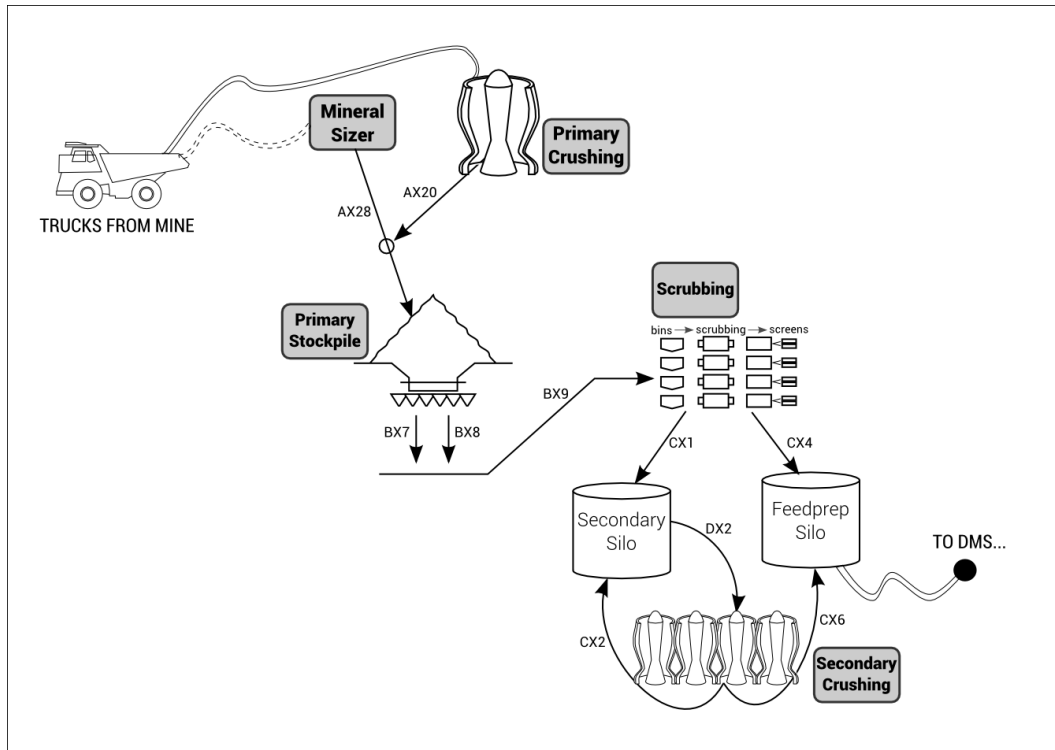 Mineral
Sizer
Primary
Crushing
AX20
AX28
TRUCKS FROM MINE
Scrubbing
Primary
Stockpile
bins
scrubbing
screens
BX9
BX7
BX8
CX1
CX4
Secondary
Silo
Feedprep
Silo
DX2
TO DMS...
CX2
CX6
Secondary
Crushing